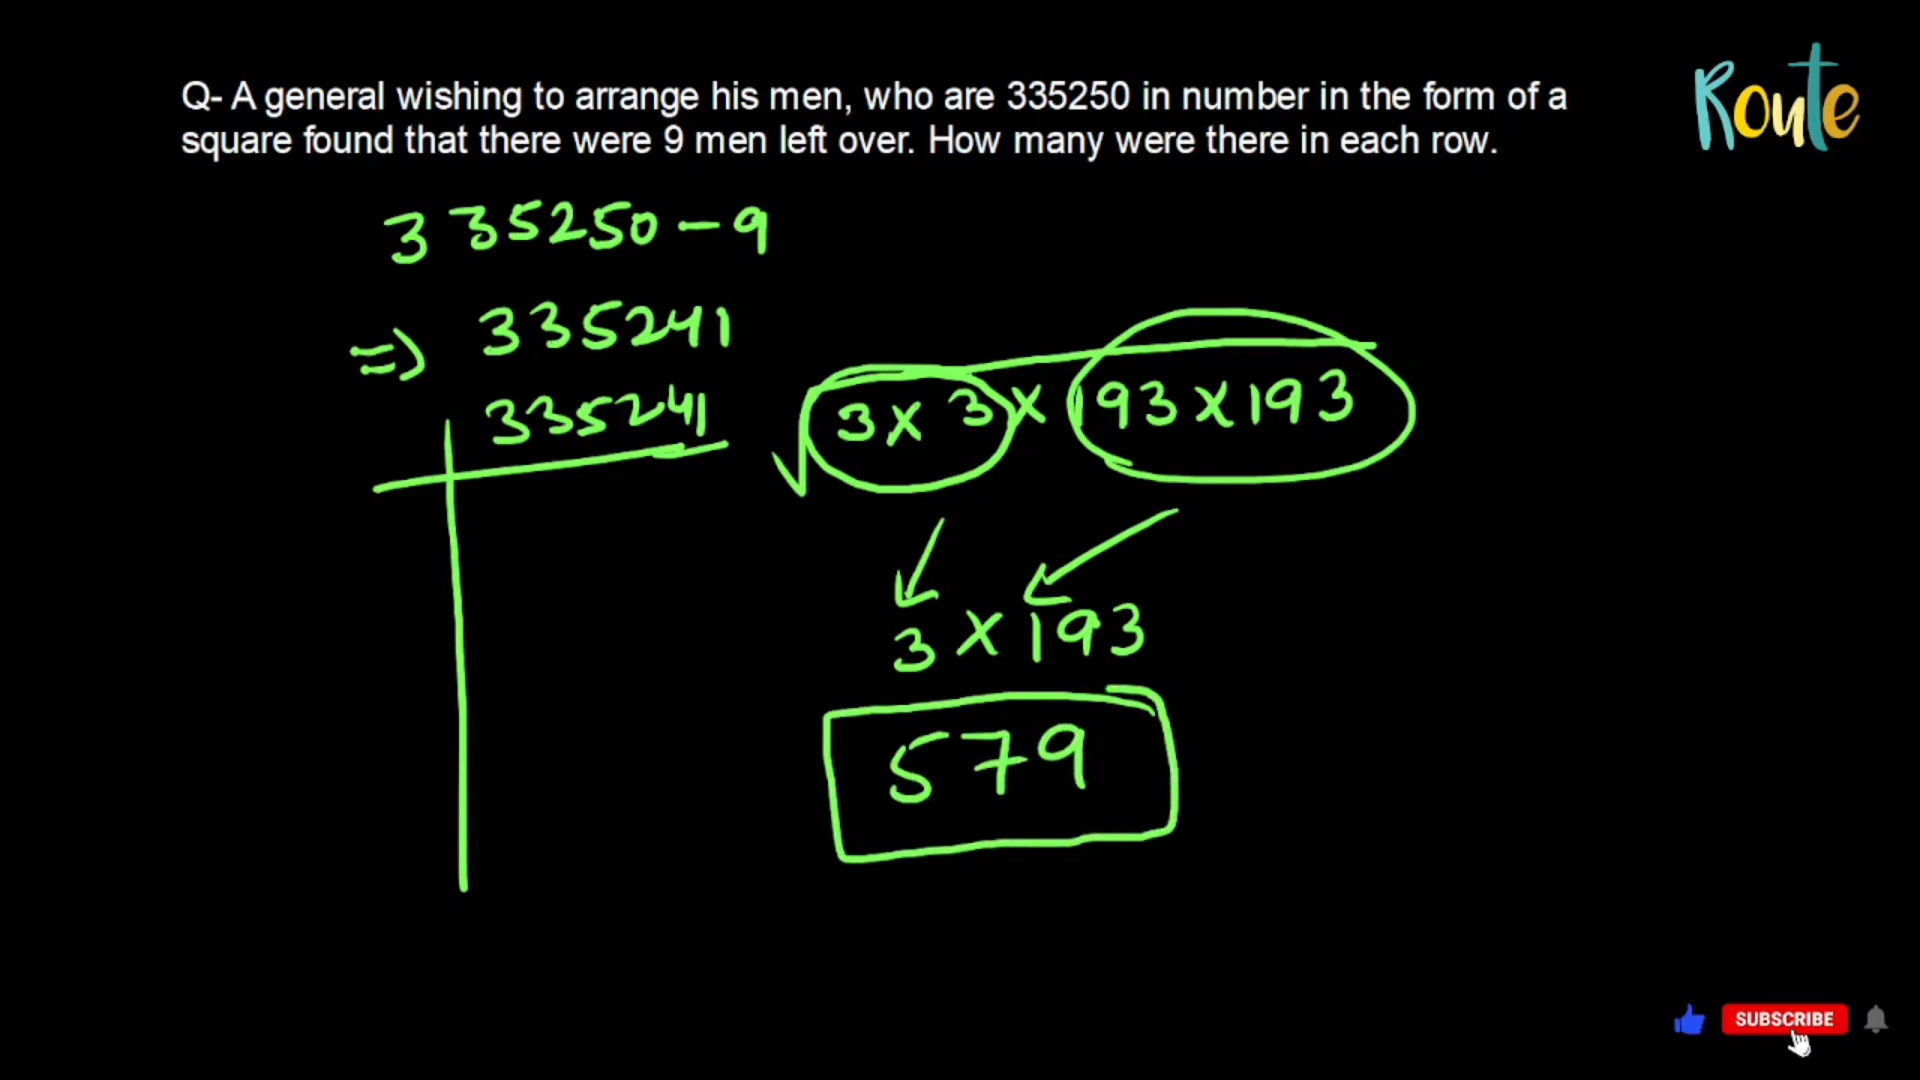 Q- A general wishing to arrange his men, who are 335250 in number in the form of a
square found that there were 9 men left over. How many were there in each row.
Route
335250-9
=> 335241
335241
√3×3×193×193
3×193
579
SUBSCRIBE